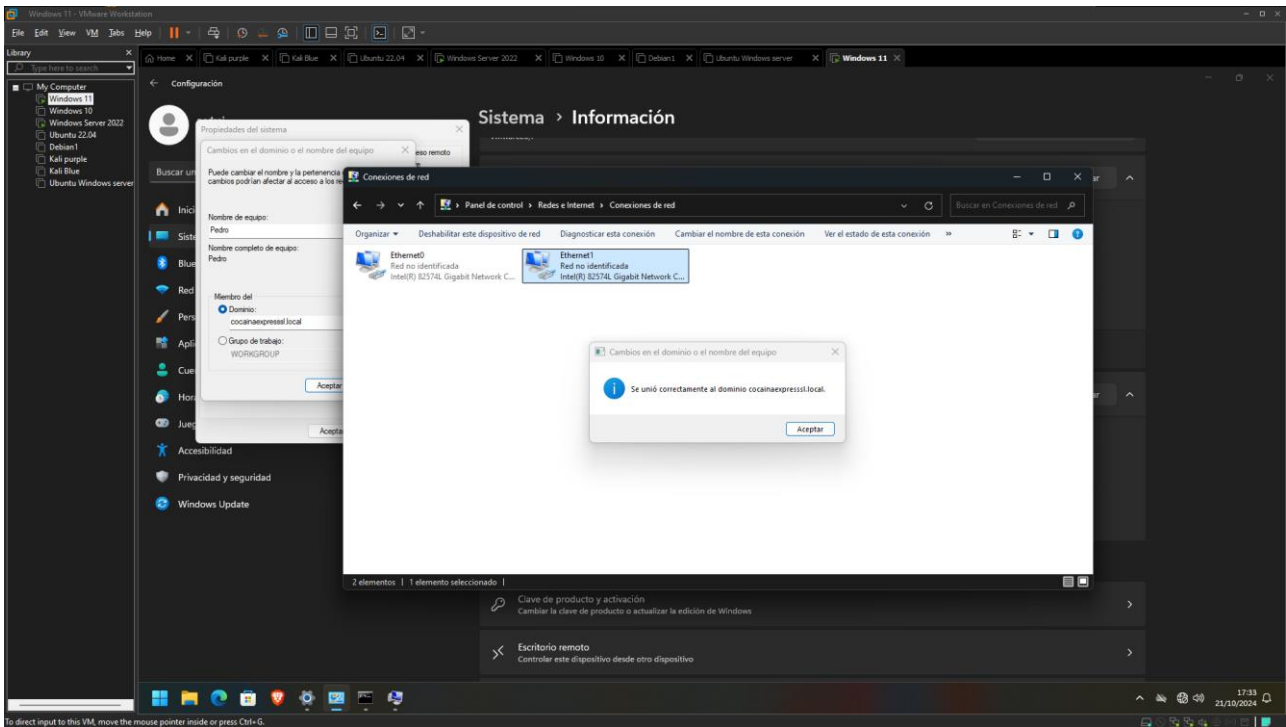 Windows 11 - VMware Workstation
File Edit View VM Tabs Help
Library
Type here to search
My Computer
Windows 11
Windows 10
Windows Server 2022
Ubuntu 22.04
Debian1
Kali purple
Kali Blue
Ubuntu Windows server
Home Kali purple Kali Blue Ubuntu 22.04 Windows Server 2022 Windows 10 Debian1 Ubuntu Windows server Windows 11
Configuración
Sistema > Información
Buscar un
Inici
Siste
Blue
Red
Pers
Apli
Cue
Hora
Jueg
Accesibilidad
Privacidad y seguridad
Windows Update
Propiedades del sistema
eso remoto
Cambios en el dominio o el nombre del equipo
Puede cambiar el nombre y la pertenencia
cambios podrían afectar al acceso a los re
Nombre de equipo:
Pedro
Nombre completo de equipo:
Pedro
Miembro del
Dominio:
cocainaexpresssl.local
Grupo de trabajo:
WORKGROUP
Aceptar
Acepta
Conexiones de red
Panel de control > Redes e Internet > Conexiones de red
Buscar en Conexiones de red
Organizar Deshabilitar este dispositivo de red Diagnosticar esta conexión Cambiar el nombre de esta conexión Ver el estado de esta conexión »
Ethernet0
Red no identificada
Intel(R) 82574L Gigabit Network C...
Ethernet1
Red no identificada
Intel(R) 82574L Gigabit Network C...
Cambios en el dominio o el nombre del equipo
Se unió correctamente al dominio cocainaexpresssl.local.
Aceptar
2 elementos 1 elemento seleccionado
Clave de producto y activación
Cambiar la clave de producto o actualizar la edición de Windows
Escritorio remoto
Controlar este dispositivo desde otro dispositivo
17:33
21/10/2024
To direct input to this VM, move the mouse pointer inside or press Ctrl+G.